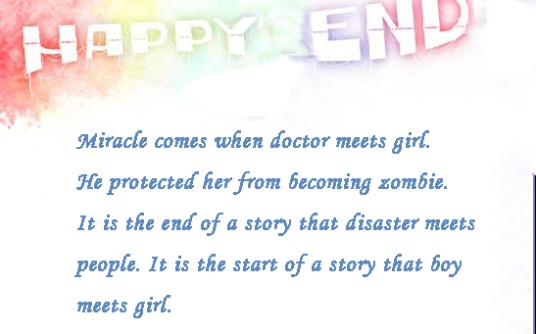 HAPPY END
Miracle comes when doctor meets girl.
He protected her from becoming zombie.
It is the end of a story that disaster meets
people. It is the start of a story that boy
meets girl.